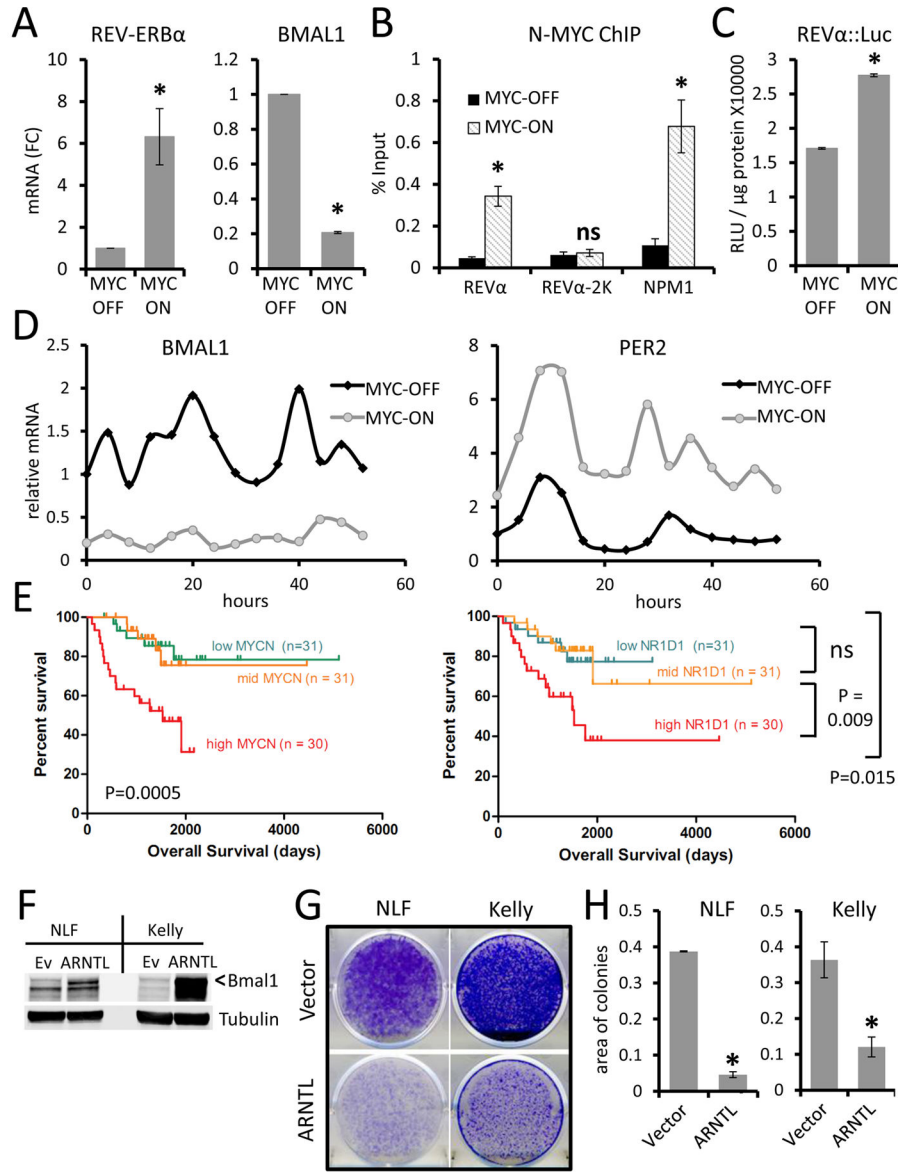 A
REV-ERBα
BMAL1
mRNA (FC)
10
8
6
4
2
0
*
1.2
1
0.8
0.6
0.4
0.2
0
*
MYC OFF
MYC ON
MYC OFF
MYC ON
B
N-MYC ChIP
% Input
1
0.8
0.6
0.4
0.2
0
MYC-OFF
MYC-ON
*
ns
*
REVα
REVα-2K
NPM1
C
REVα::Luc
RLU / µg protein X10000
3
2.5
2
1.5
1
0.5
0
*
MYC OFF
MYC ON
D
BMAL1
relative mRNA
2.5
2
1.5
1
0.5
0
MYC-OFF
MYC-ON
0
20
40
60
hours
PER2
8
6
4
2
0
MYC-OFF
MYC-ON
0
20
40
60
hours
E
Percent survival
100
80
60
40
20
0
low MYCN (n=31)
mid MYCN (n = 31)
high MYCN (n = 30)
P=0.0005
0
2000
4000
6000
Overall Survival (days)
Percent survival
100
80
60
40
20
0
low NR1D1 (n=31)
mid NR1D1 (n = 31)
high NR1D1 (n = 30)
0
2000
4000
6000
Overall Survival (days)
ns
P =
0.009
P=0.015
F
NLF
Kelly
Ev
ARNTL
Ev
ARNTL
<Bmal1
Tubulin
G
NLF
Kelly
Vector
ARNTL
H
NLF
Kelly
area of colonies
0.5
0.4
0.3
0.2
0.1
0
*
Vector
ARNTL
0.5
0.4
0.3
0.2
0.1
0
*
Vector
ARNTL